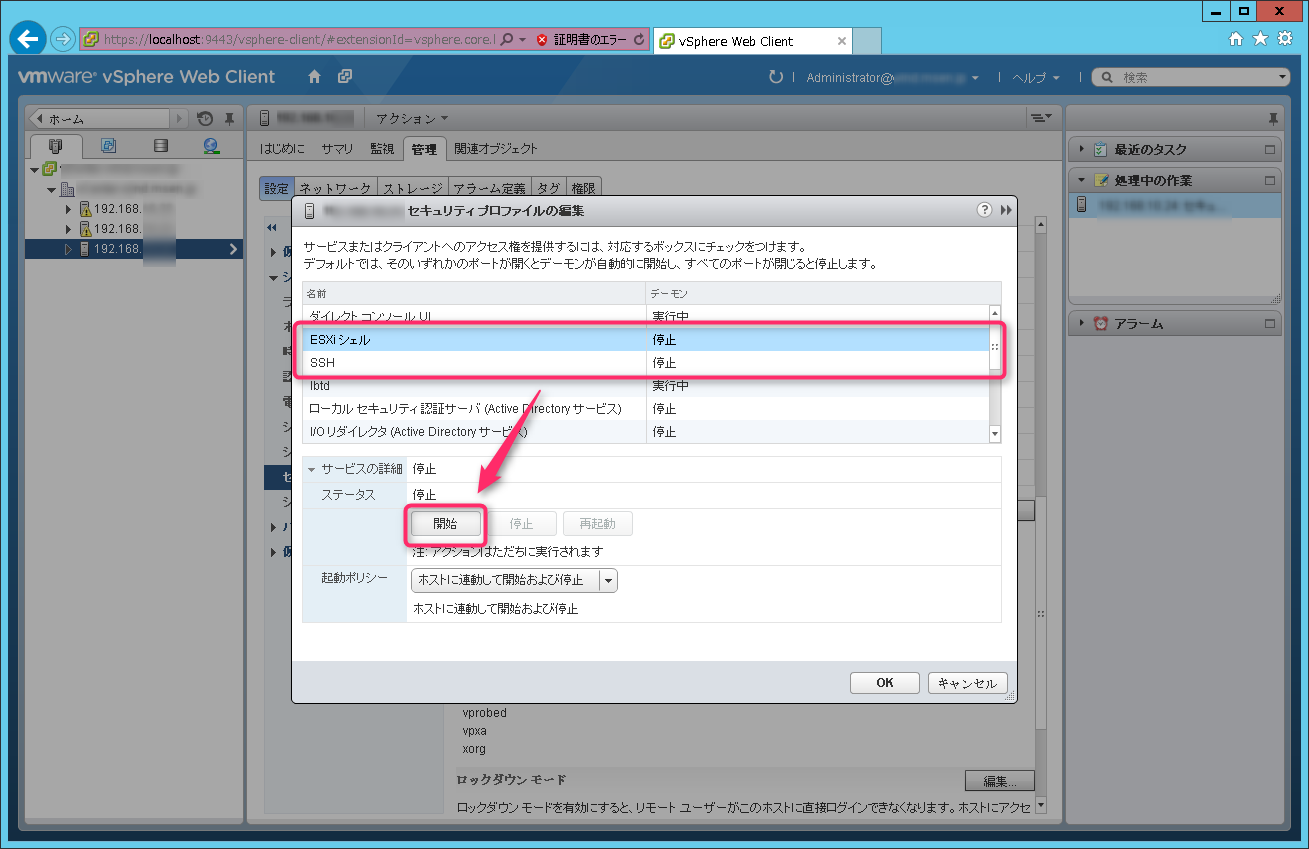 https://localhost:9443/vsphere-client/#extensionId=vsphere.core.l
証明書のエラー
vSphere Web Client
vmware® vSphere Web Client
Administrator@
ヘルプ
検索
ホーム
192.168.
192.168.
192.168.
アクション
はじめに サマリ 監視 管理 関連オブジェクト
設定 ネットワーク ストレージ アラーム定義 タグ 権限
セキュリティ プロファイルの編集
サービスまたはクライアントへのアクセス権を提供するには、対応するボックスにチェックをつけます。
デフォルトでは、そのいずれかのポートが開くとデーモンが自動的に開始し、すべてのポートが閉じると停止します。
名前 デーモン
ダイレクト コンソール UI 実行中
ESXi シェル 停止
SSH 停止
lbtd 実行中
ローカル セキュリティ認証サーバ (Active Directory サービス) 停止
I/O リダイレクタ (Active Directory サービス) 停止
サービスの詳細 停止
ステータス 停止
開始 停止 再起動
注: アクションはただちに実行されます
起動ポリシー ホストに連動して開始および停止
ホストに連動して開始および停止
OK キャンセル
vprobed
vpxa
xorg
ロックダウン モード
編集...
ロックダウン モードを有効にすると、リモート ユーザーがこのホストに直接ログインできなくなります。ホストにアクセ
最近のタスク
処理中の作業
アラーム